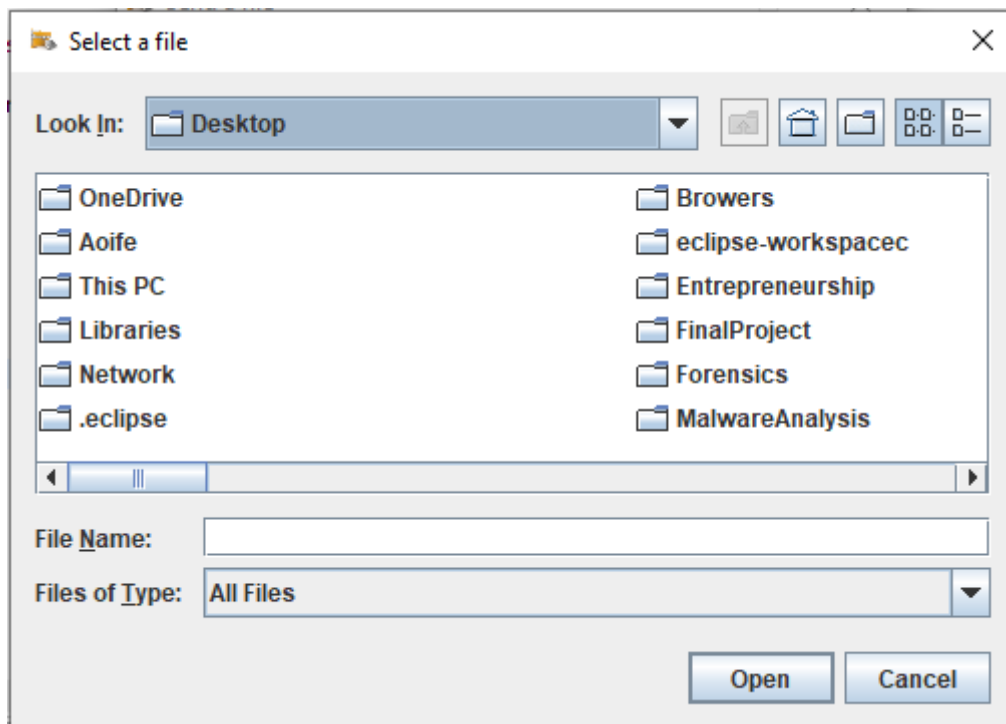 Select a file
Look In: Desktop
OneDrive Browers
Aoife eclipse-workspacec
This PC Entrepreneurship
Libraries FinalProject
Network Forensics
.eclipse MalwareAnalysis
File Name:
Files of Type: All Files
Open Cancel